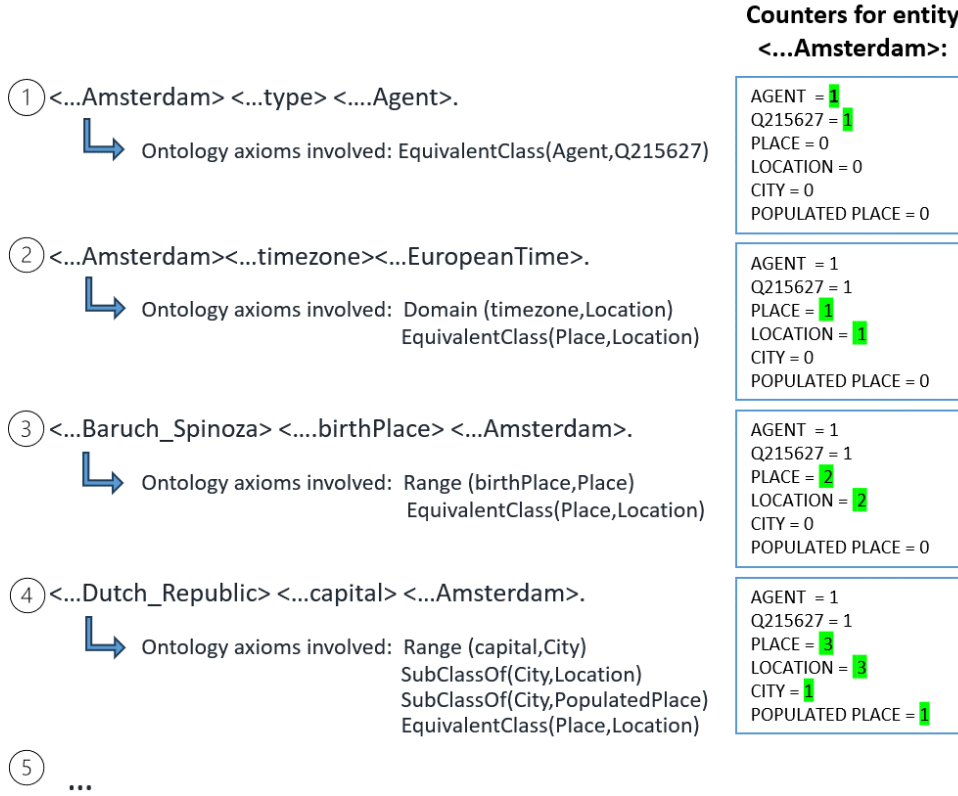 Counters for entity
<...Amsterdam>:
1 <...Amsterdam> <...type> <....Agent>.
Ontology axioms involved: EquivalentClass(Agent,Q215627)
AGENT = 1
Q215627 = 1
PLACE = 0
LOCATION = 0
CITY = 0
POPULATED PLACE = 0
2 <...Amsterdam><...timezone><...EuropeanTime>.
Ontology axioms involved: Domain (timezone,Location)
EquivalentClass(Place,Location)
AGENT = 1
Q215627 = 1
PLACE = 1
LOCATION = 1
CITY = 0
POPULATED PLACE = 0
3 <...Baruch_Spinoza> <....birthPlace> <...Amsterdam>.
Ontology axioms involved: Range (birthPlace,Place)
EquivalentClass(Place,Location)
AGENT = 1
Q215627 = 1
PLACE = 2
LOCATION = 2
CITY = 0
POPULATED PLACE = 0
4 <...Dutch_Republic> <...capital> <...Amsterdam>.
Ontology axioms involved: Range (capital,City)
SubClassOf(City,Location)
SubClassOf(City,PopulatedPlace)
EquivalentClass(Place,Location)
AGENT = 1
Q215627 = 1
PLACE = 3
LOCATION = 3
CITY = 1
POPULATED PLACE = 1
5 ...